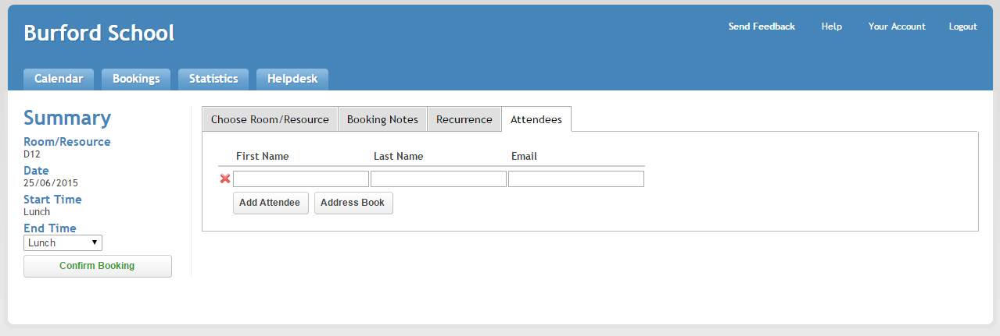 Burford School
Send Feedback Help Your Account Logout
Calendar Bookings Statistics Helpdesk
Summary
Room/Resource
D12
Date
25/06/2015
Start Time
Lunch
End Time
Lunch
Confirm Booking
Choose Room/Resource Booking Notes Recurrence Attendees
First Name Last Name Email
Add Attendee Address Book